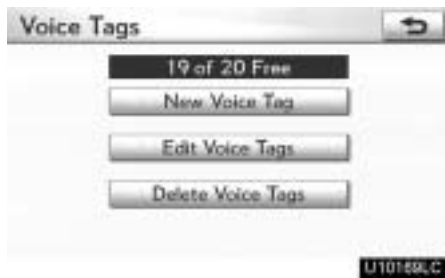 Voice Tags
19 of 20 Free
New Voice Tag
Edit Voice Tags
Delete Voice Tags
U10169LC